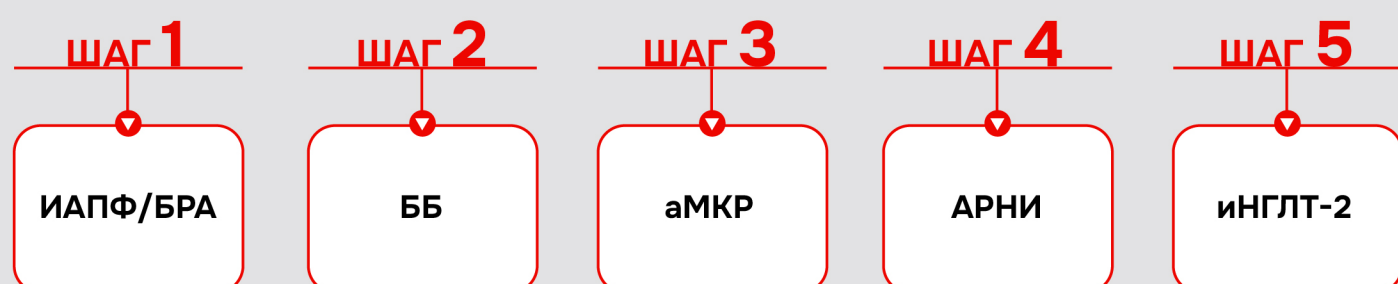 ШАГ 1
ШАГ 2
ШАГ 3
ШАГ 4
ШАГ 5
ИАПФ/БРА
ББ
аМКР
АРНИ
иНГЛТ-2